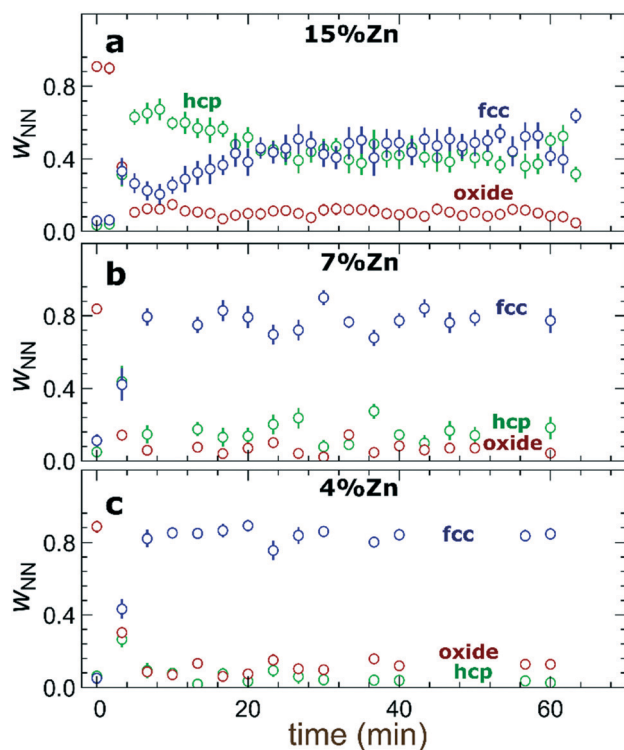 a
15%Zn
0.8
hcp
fcc
wNN
0.4
oxide
0.0
b
7%Zn
0.8
fcc
wNN
0.4
hcp
oxide
0.0
c
4%Zn
0.8
fcc
wNN
0.4
oxide
hcp
0.0
0 20 40 60
time (min)